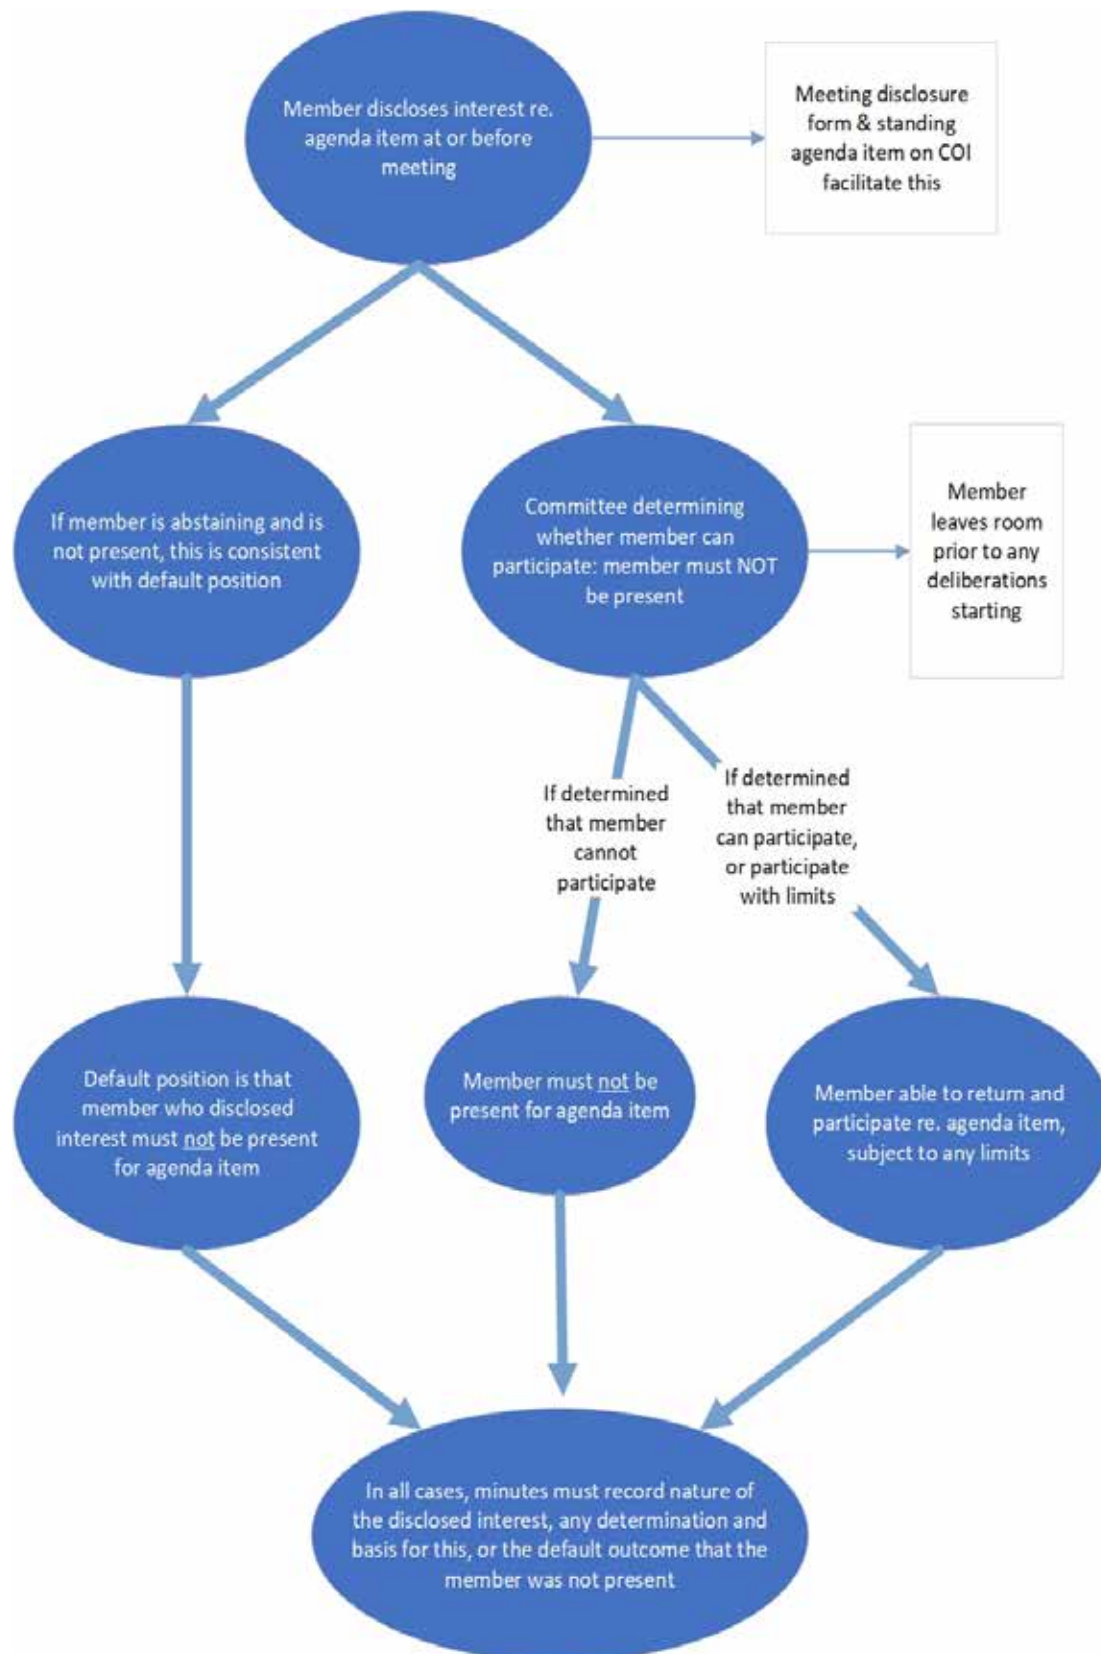 Member discloses interest re.
agenda item at or before
meeting
Meeting disclosure
form & standing
agenda item on COI
facilitate this
If member is abstaining and is
not present, this is consistent
with default position
Committee determining
whether member can
participate: member must NOT
be present
Member
leaves room
prior to any
deliberations
starting
If determined
that member
cannot
participate
If determined
that member
can participate,
or participate
with limits
Default position is that
member who disclosed
interest must not be present
for agenda item
Member must not be
present for agenda item
Member able to return and
participate re. agenda item,
subject to any limits
In all cases, minutes must record nature of
the disclosed interest, any determination and
basis for this, or the default outcome that the
member was not present